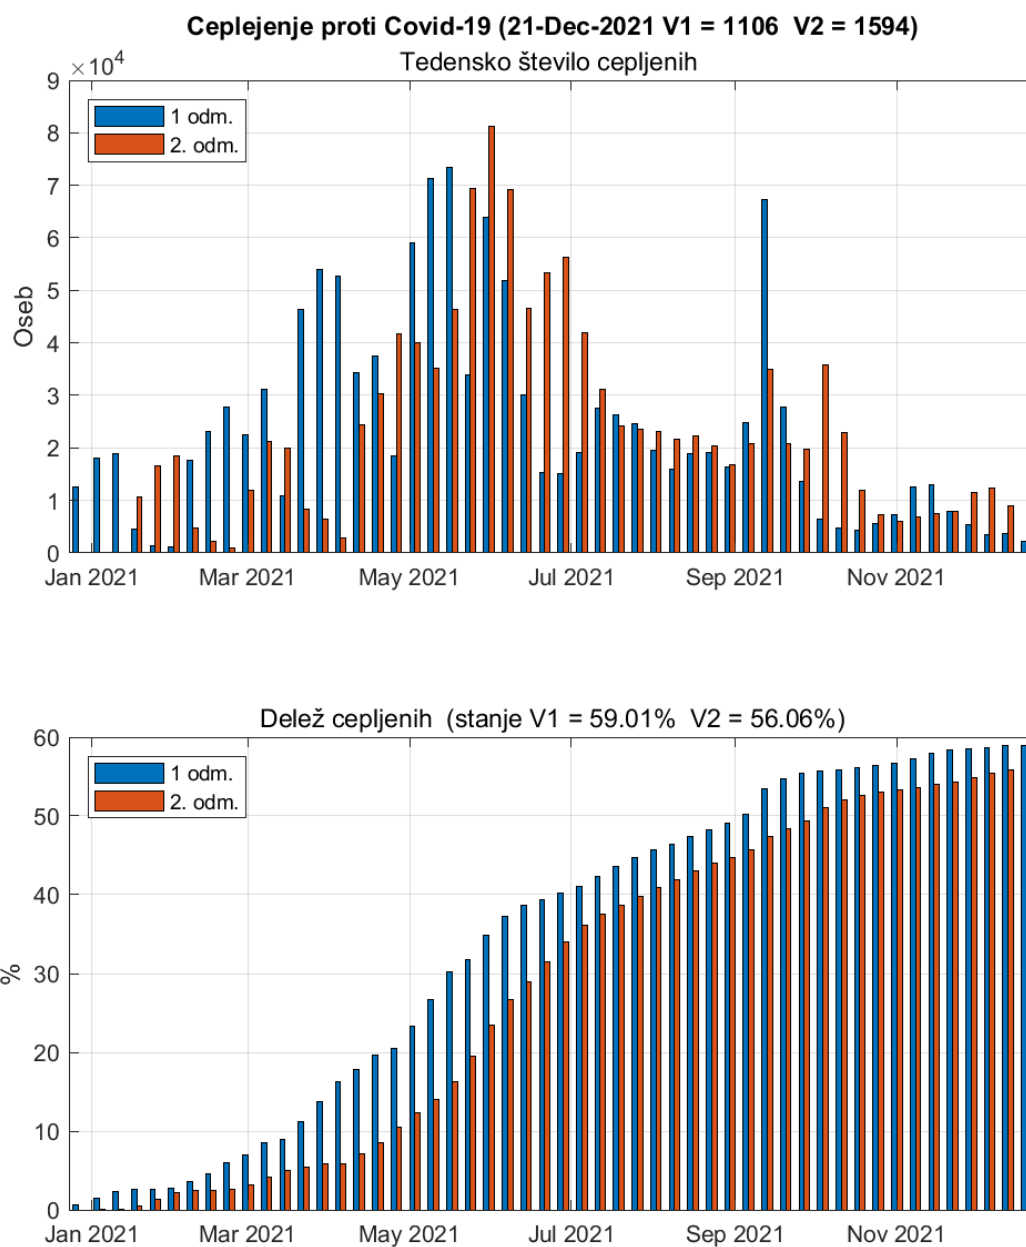 Ceplejenje proti Covid-19 (21-Dec-2021 V1 = 1106  V2 = 1594)
Tedensko število cepljenih
×10⁴
9
8
7
6
5
4
3
2
1
0
Oseb
1 odm.
2. odm.
Jan 2021 Mar 2021 May 2021 Jul 2021 Sep 2021 Nov 2021
Delež cepljenih  (stanje V1 = 59.01%  V2 = 56.06%)
60
50
40
30
20
10
0
%
1 odm.
2. odm.
Jan 2021 Mar 2021 May 2021 Jul 2021 Sep 2021 Nov 2021